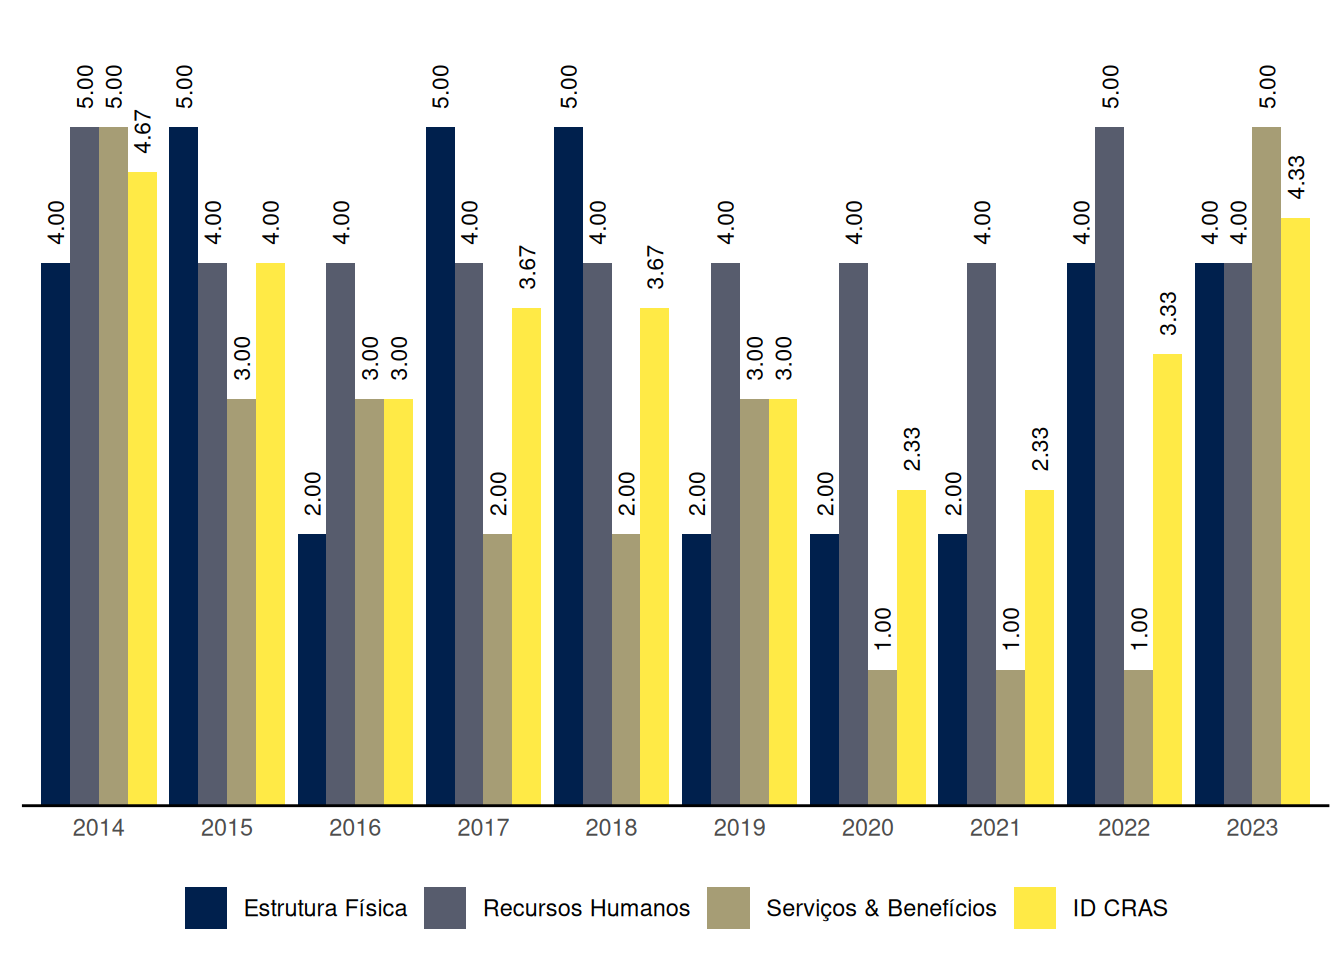 4.00 5.00 5.00 4.67 5.00 4.00 3.00 4.00 2.00 4.00 3.00 3.00 5.00 4.00 2.00 3.67 5.00 4.00 2.00 3.67 2.00 4.00 3.00 3.00 2.00 4.00 1.00 2.33 2.00 4.00 1.00 2.33 4.00 5.00 1.00 3.33 4.00 4.00 5.00 4.33
2014 2015 2016 2017 2018 2019 2020 2021 2022 2023
Estrutura Física Recursos Humanos Serviços & Benefícios ID CRAS